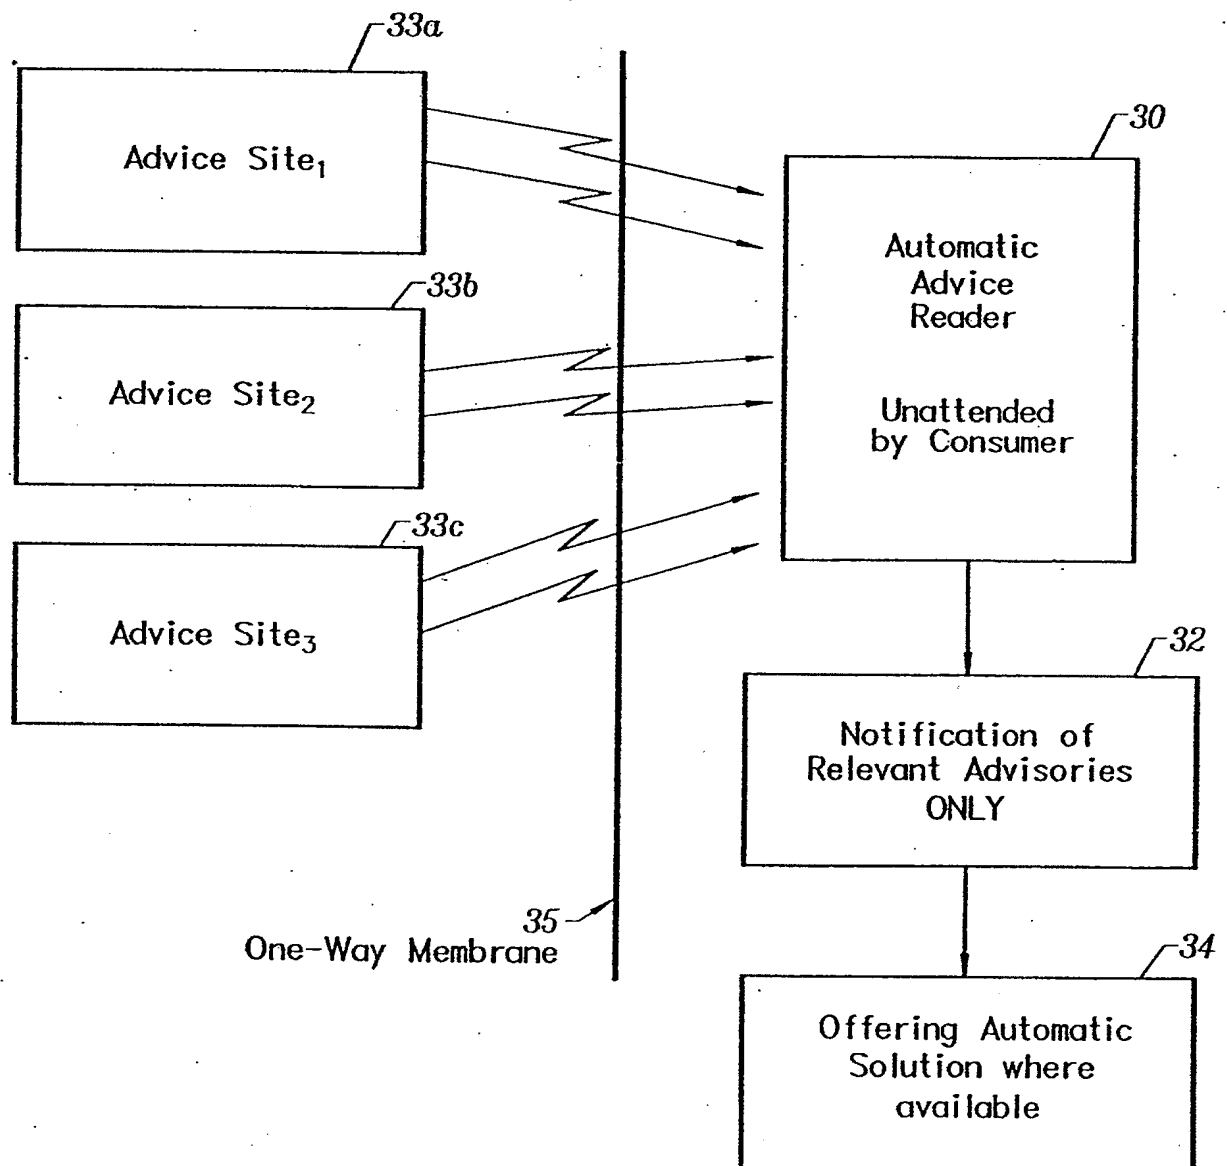 33a
Advice Site₁
33b
Advice Site₂
33c
Advice Site₃
35
One-Way Membrane
30
Automatic
Advice
Reader
Unattended
by Consumer
32
Notification of
Relevant Advisories
ONLY
34
Offering Automatic
Solution where
available